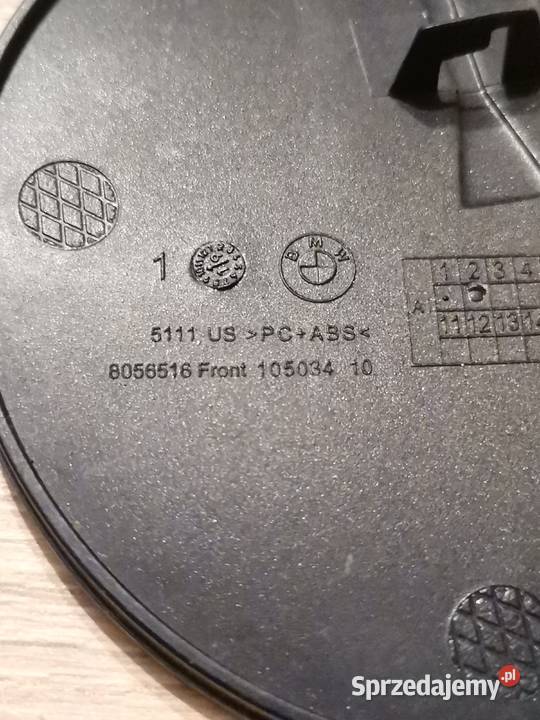 1 BMW
5111 US >PC+ABS<
8056516 Front 105034 10
1 2 3 4
A
11 12 13 14
Sprzedajemy.pl